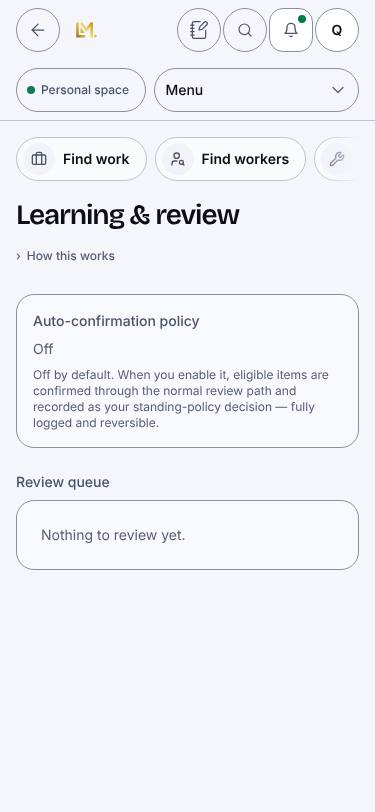 LM.
Q
Personal space
Menu
Find work
Find workers
Learning & review
› How this works
Auto-confirmation policy
Off
Off by default. When you enable it, eligible items are
confirmed through the normal review path and
recorded as your standing-policy decision — fully
logged and reversible.
Review queue
Nothing to review yet.